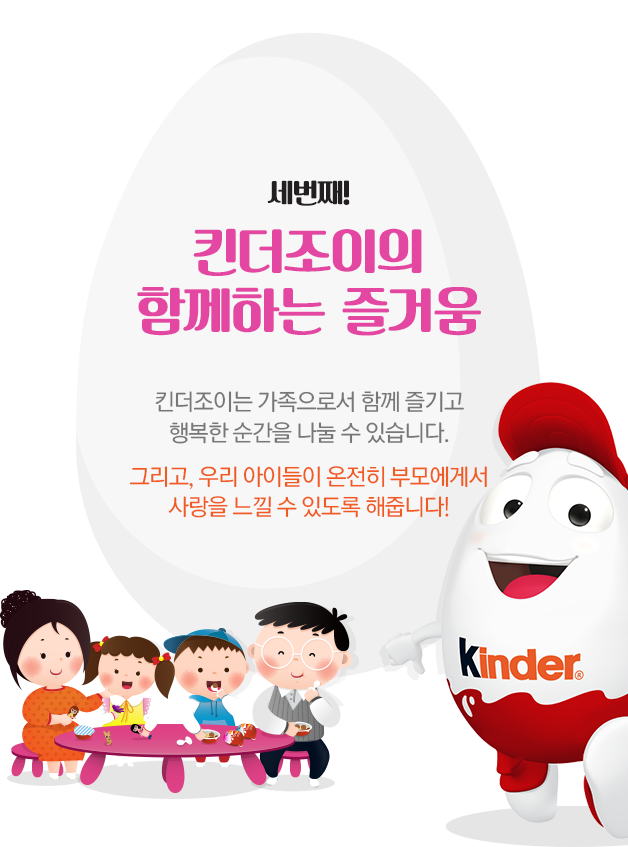 세번째!
킨더조이의
함께하는 즐거움
킨더조이는 가족으로서 함께 즐기고
행복한 순간을 나눌 수 있습니다.
그리고, 우리 아이들이 온전히 부모에게서
사랑을 느낄 수 있도록 해줍니다!
Kinder®